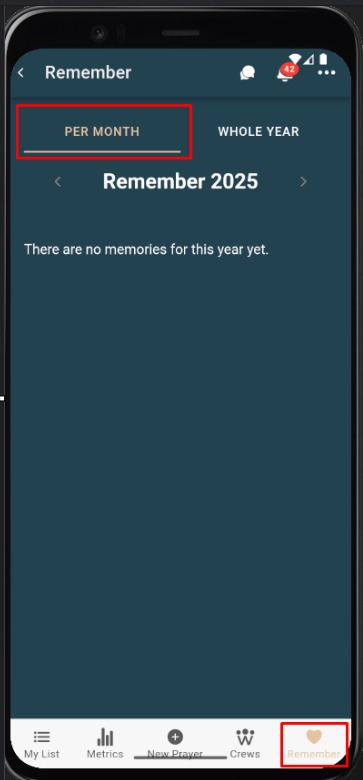 Remember
42
PER MONTH
WHOLE YEAR
Remember 2025
There are no memories for this year yet.
My List
Metrics
New Prayer
Crews
Remember